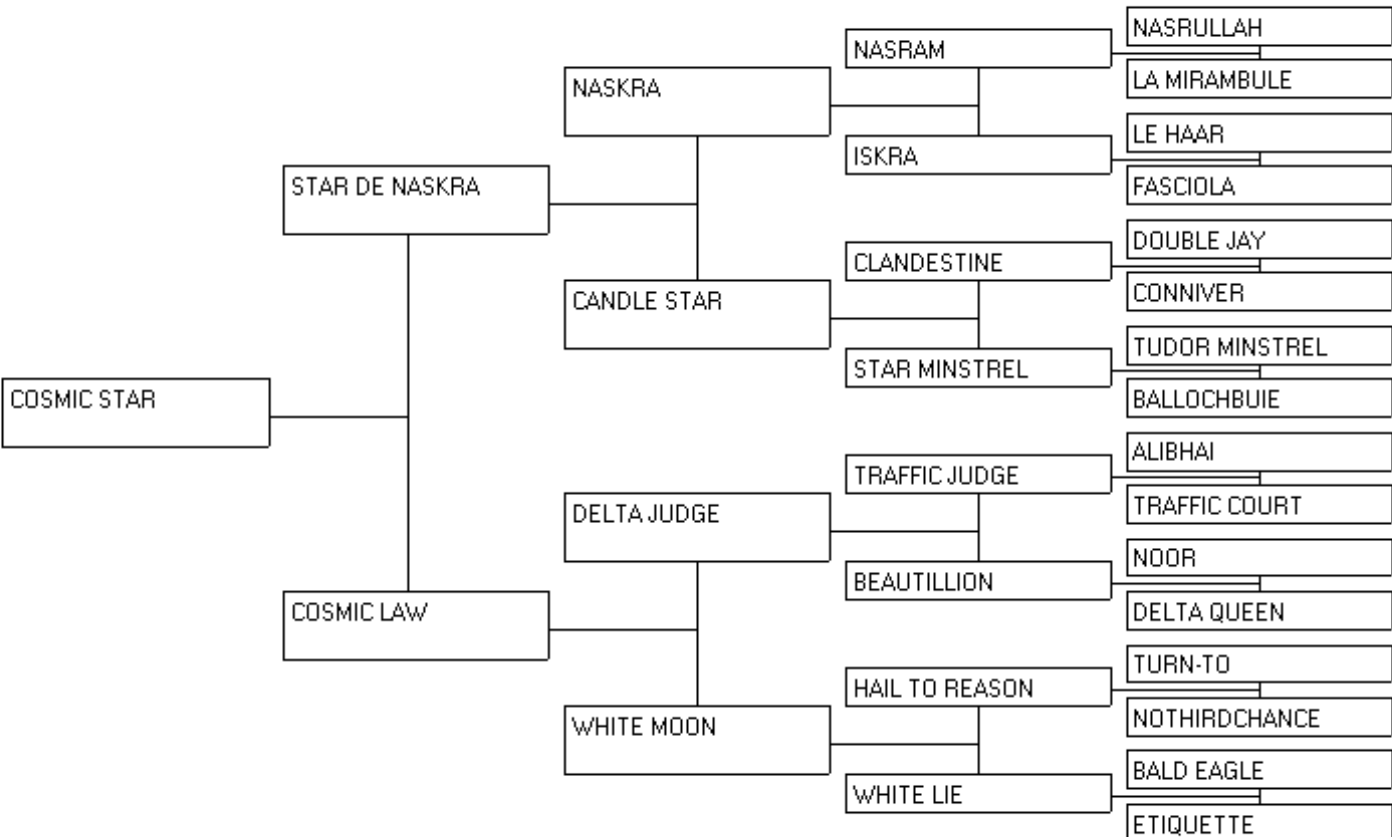 NASRULLAH
NASRAM
LA MIRAMBULE
NASKRA
LE HAAR
ISKRA
FASCIOLA
STAR DE NASKRA
DOUBLE JAY
CLANDESTINE
CONNIVER
CANDLE STAR
TUDOR MINSTREL
STAR MINSTREL
BALLOCHBUIE
COSMIC STAR
ALIBHAI
TRAFFIC JUDGE
TRAFFIC COURT
DELTA JUDGE
NOOR
BEAUTILLION
DELTA QUEEN
COSMIC LAW
TURN-TO
HAIL TO REASON
NOTHIRDCHANCE
WHITE MOON
BALD EAGLE
WHITE LIE
ETIQUETTE